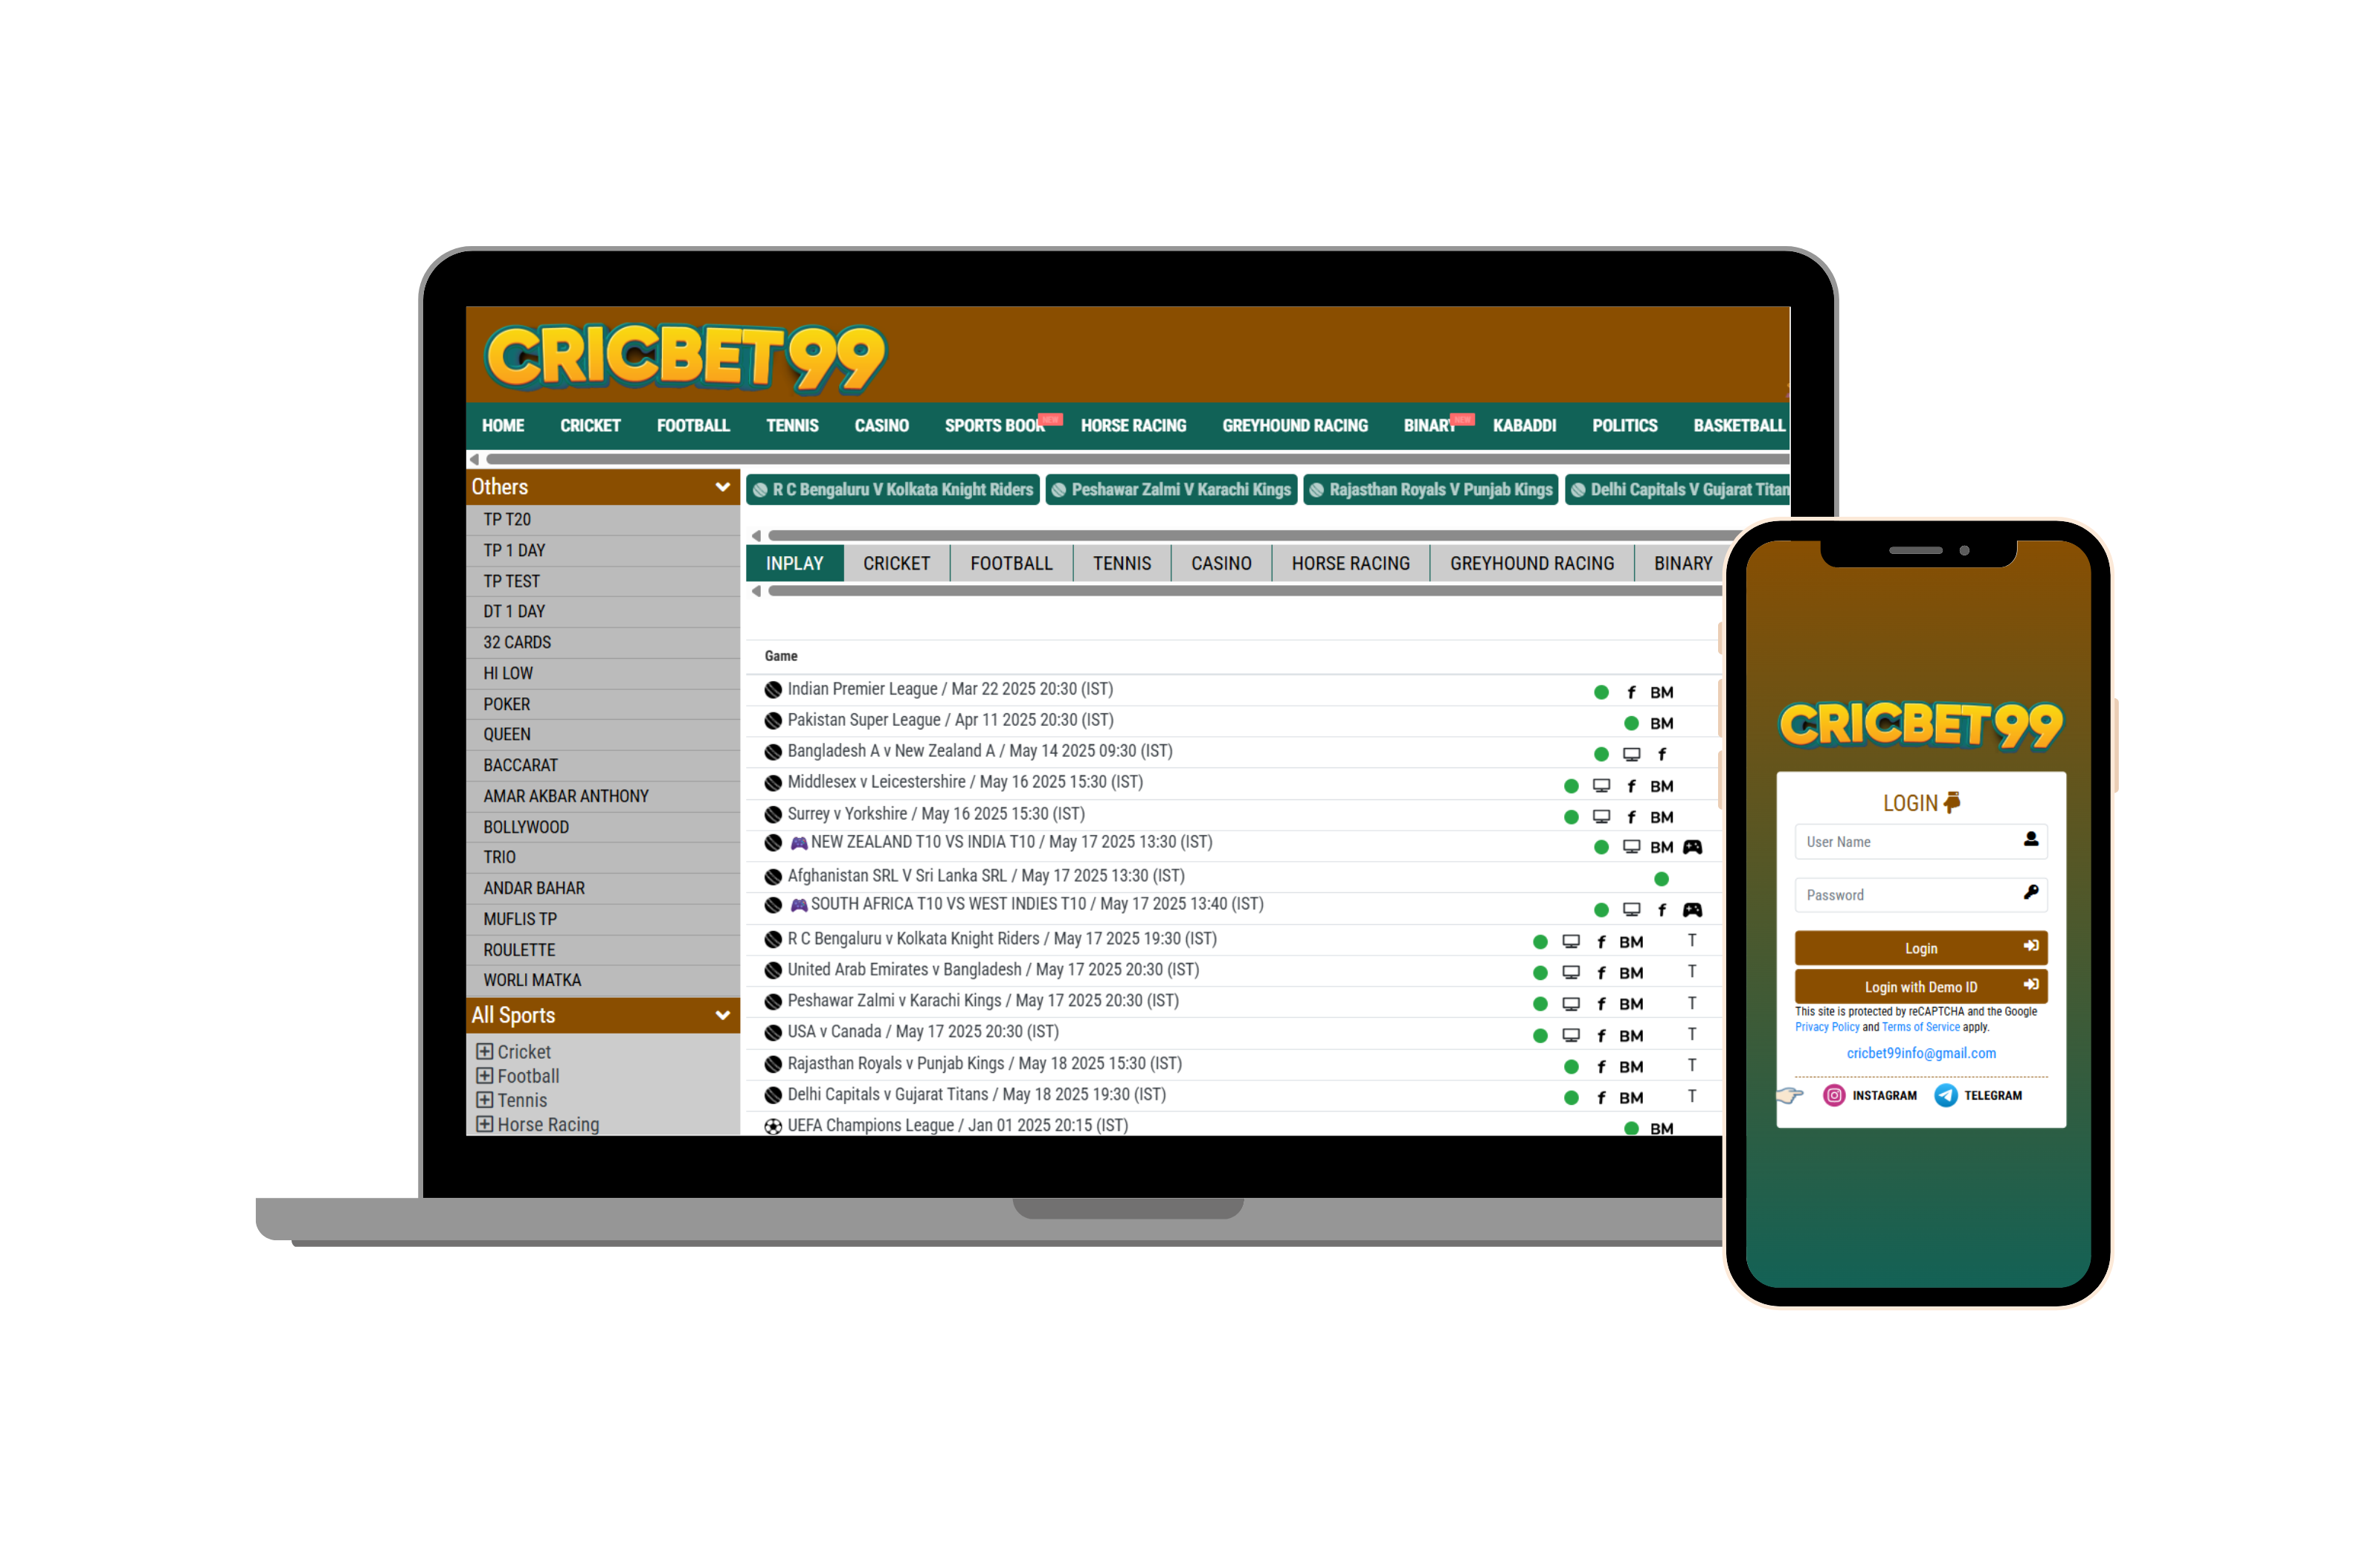 CRICBET99
HOME CRICKET FOOTBALL TENNIS CASINO SPORTS BOOK NEW HORSE RACING GREYHOUND RACING BINARY NEW KABADDI POLITICS BASKETBALL
Others
TP T20
TP 1 DAY
TP TEST
DT 1 DAY
32 CARDS
HI LOW
POKER
QUEEN
BACCARAT
AMAR AKBAR ANTHONY
BOLLYWOOD
TRIO
ANDAR BAHAR
MUFLIS TP
ROULETTE
WORLI MATKA
All Sports
Cricket
Football
Tennis
Horse Racing
R C Bengaluru V Kolkata Knight Riders Peshawar Zalmi V Karachi Kings Rajasthan Royals V Punjab Kings Delhi Capitals V Gujarat Titan
INPLAY CRICKET FOOTBALL TENNIS CASINO HORSE RACING GREYHOUND RACING BINARY
Game
Indian Premier League / Mar 22 2025 20:30 (IST) f BM
Pakistan Super League / Apr 11 2025 20:30 (IST) BM
Bangladesh A v New Zealand A / May 14 2025 09:30 (IST) f
Middlesex v Leicestershire / May 16 2025 15:30 (IST) f BM
Surrey v Yorkshire / May 16 2025 15:30 (IST) f BM
NEW ZEALAND T10 VS INDIA T10 / May 17 2025 13:30 (IST) BM
Afghanistan SRL V Sri Lanka SRL / May 17 2025 13:30 (IST)
SOUTH AFRICA T10 VS WEST INDIES T10 / May 17 2025 13:40 (IST) f
R C Bengaluru v Kolkata Knight Riders / May 17 2025 19:30 (IST) f BM T
United Arab Emirates v Bangladesh / May 17 2025 20:30 (IST) f BM T
Peshawar Zalmi v Karachi Kings / May 17 2025 20:30 (IST) f BM T
USA v Canada / May 17 2025 20:30 (IST) f BM T
Rajasthan Royals v Punjab Kings / May 18 2025 15:30 (IST) f BM T
Delhi Capitals v Gujarat Titans / May 18 2025 19:30 (IST) f BM T
UEFA Champions League / Jan 01 2025 20:15 (IST) BM
CRICBET99
LOGIN
User Name
Password
Login
Login with Demo ID
This site is protected by reCAPTCHA and the Google
Privacy Policy and Terms of Service apply.
cricbet99info@gmail.com
INSTAGRAM TELEGRAM